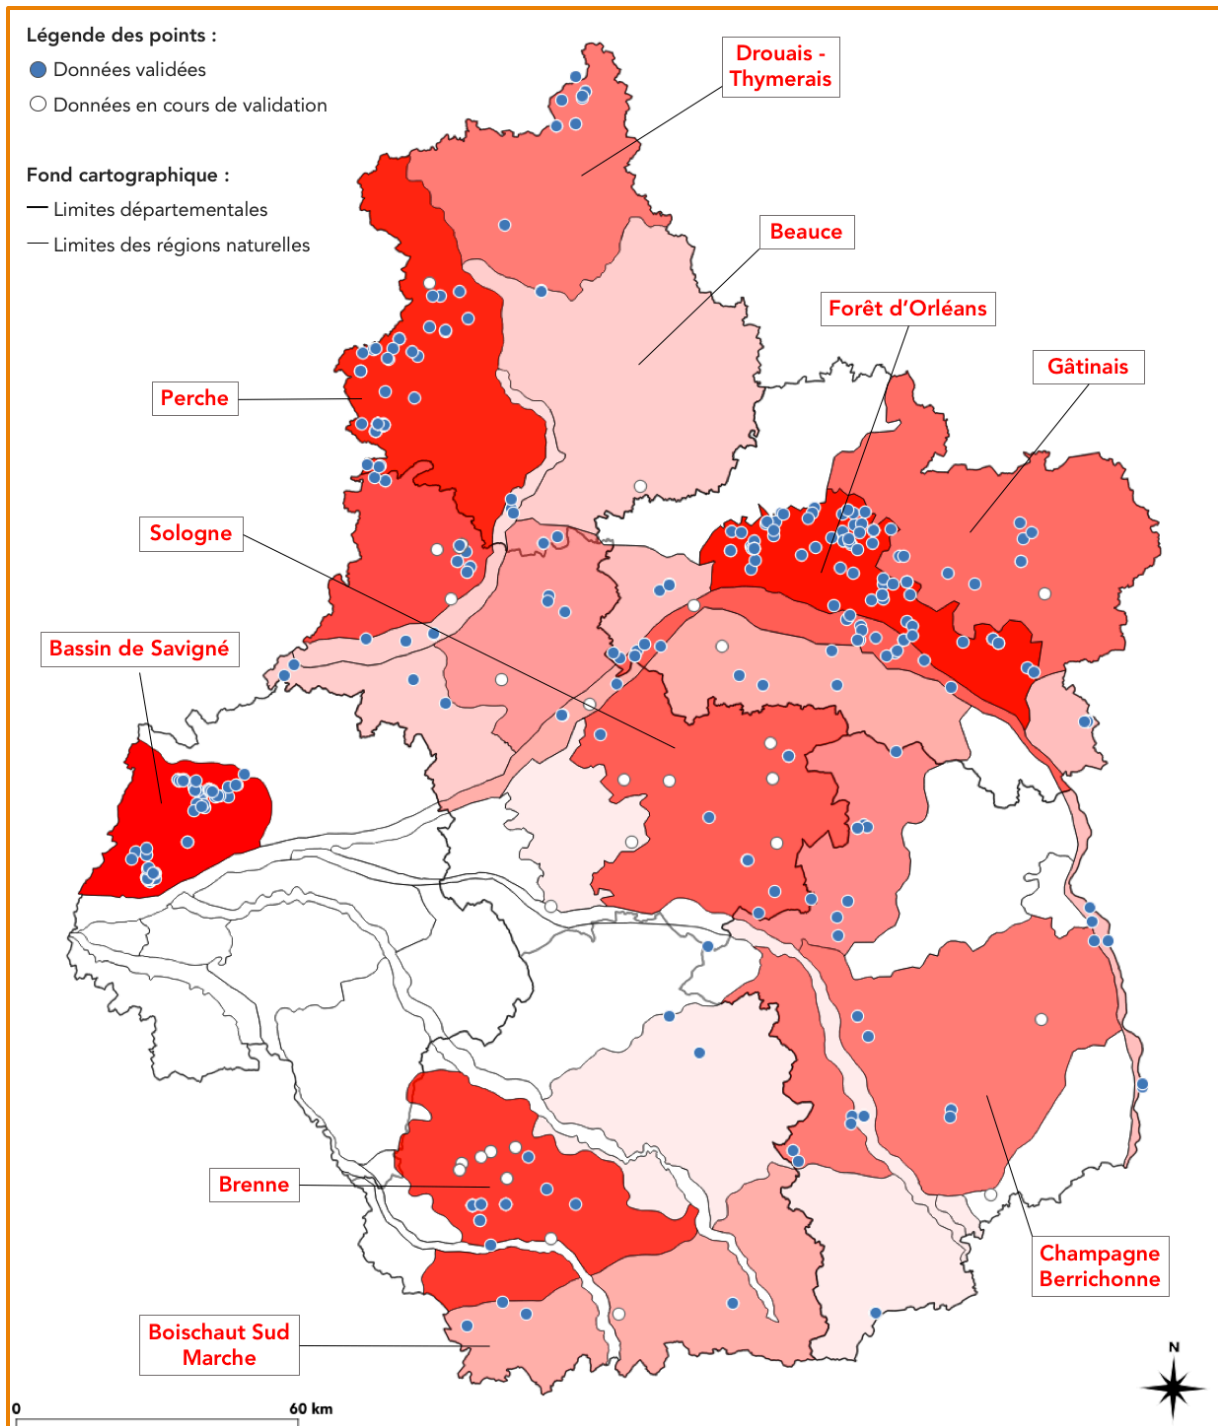 Légende des points :
Données validées
Données en cours de validation
Fond cartographique :
Limites départementales
Limites des régions naturelles
Drouais -
Thymerais
Beauce
Forêt d'Orléans
Gâtinais
Perche
Sologne
Bassin de Savigné
Brenne
Champagne
Berrichonne
Boischaut Sud
Marche
N
0
60 km